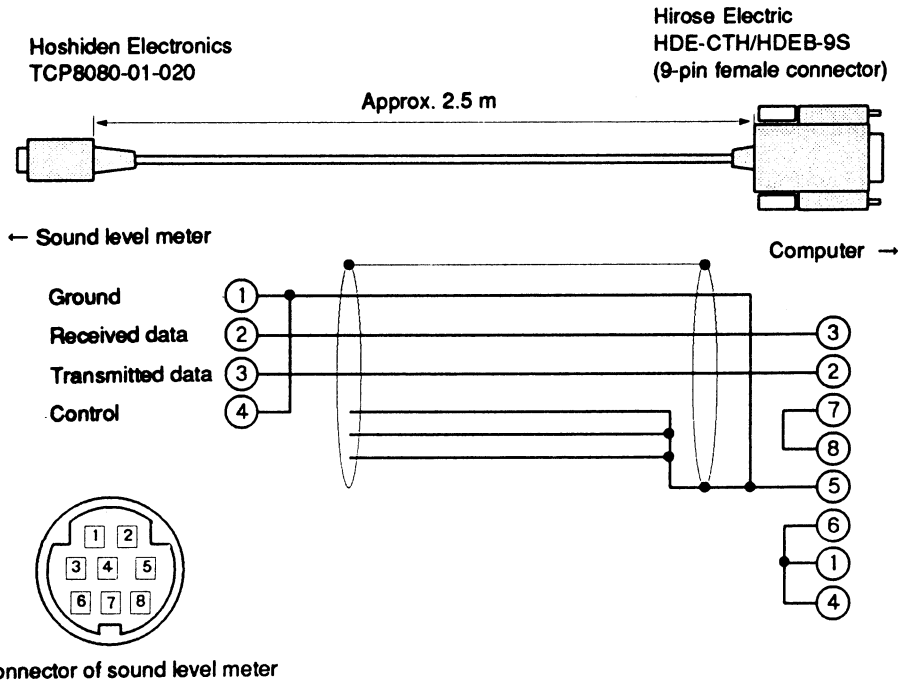 Hoshiden Electronics
TCP8080-01-020
Hirose Electric
HDE-CTH/HDEB-9S
(9-pin female connector)
Approx. 2.5 m
← Sound level meter
Computer →
Ground 1
Received data 2 3
Transmitted data 3 2
Control 4 7
8
5
6
1
4
1 2
3 4 5
6 7 8
onnector of sound level meter